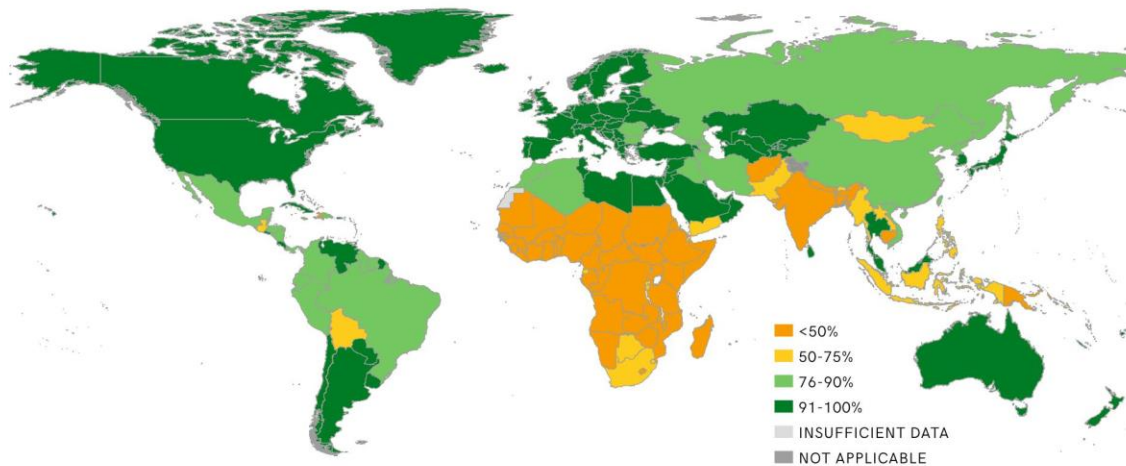 <50%
50-75%
76-90%
91-100%
INSUFFICIENT DATA
NOT APPLICABLE